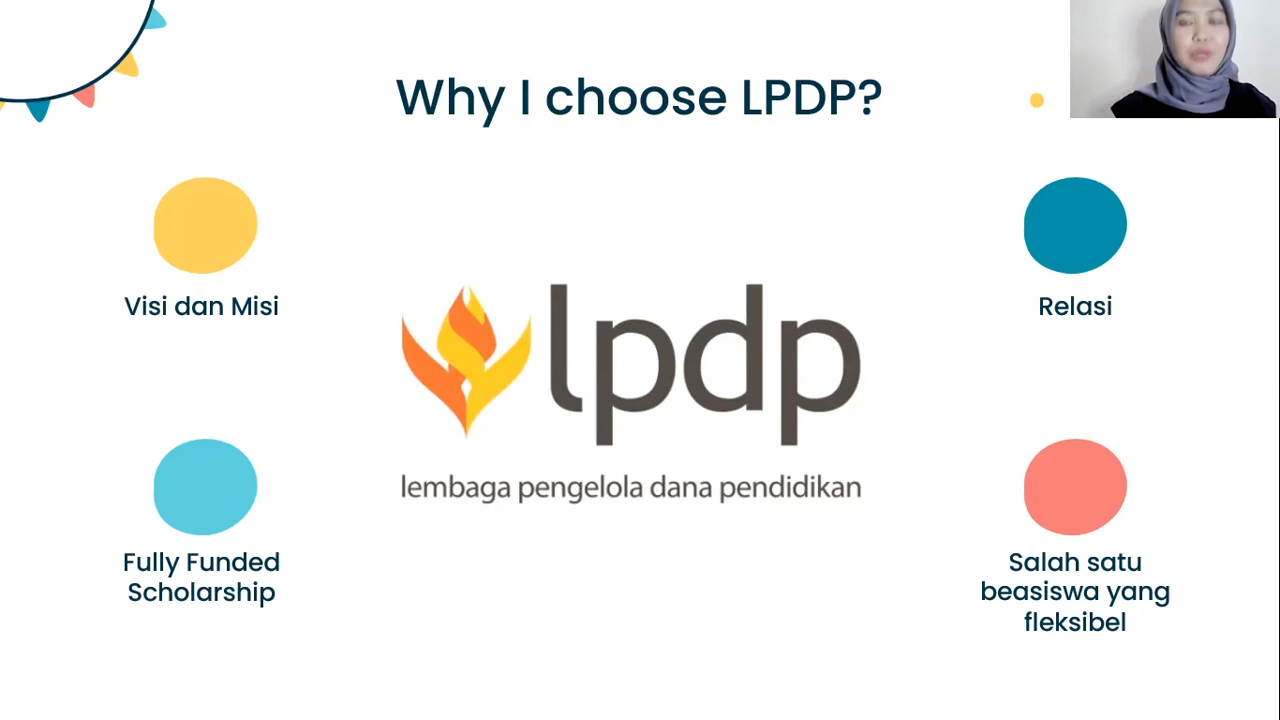 Why I choose LPDP?
Visi dan Misi
Relasi
lpdp
lembaga pengelola dana pendidikan
Fully Funded
Scholarship
Salah satu
beasiswa yang
fleksibel